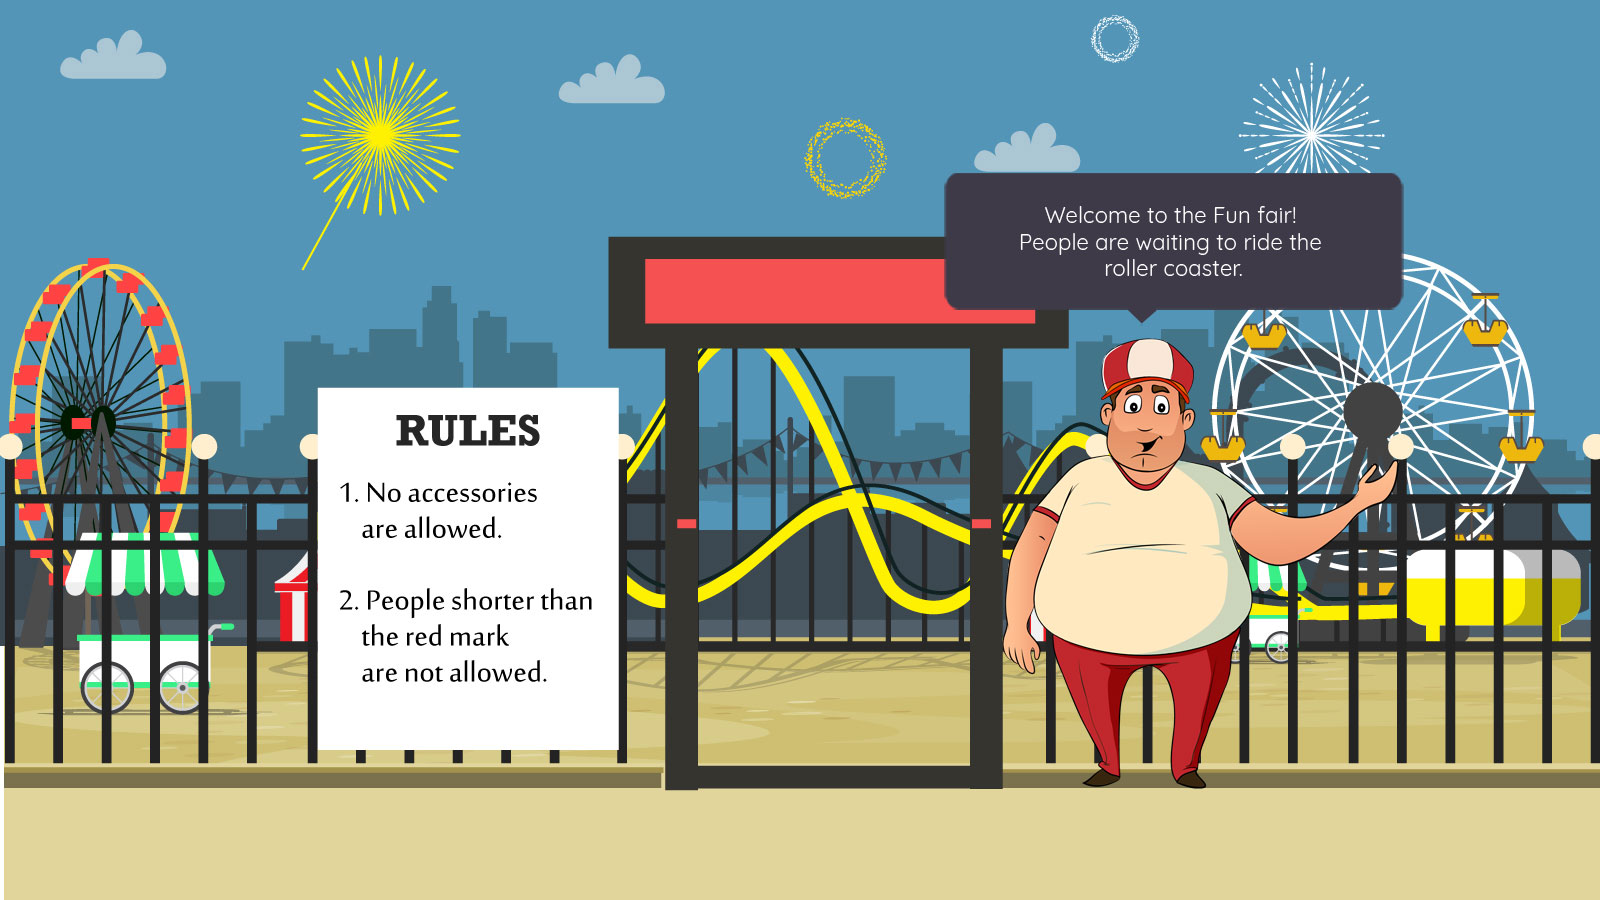 Welcome to the Fun fair!
People are waiting to ride the
roller coaster.
RULES
1. No accessories
are allowed.
2. People shorter than
the red mark
are not allowed.